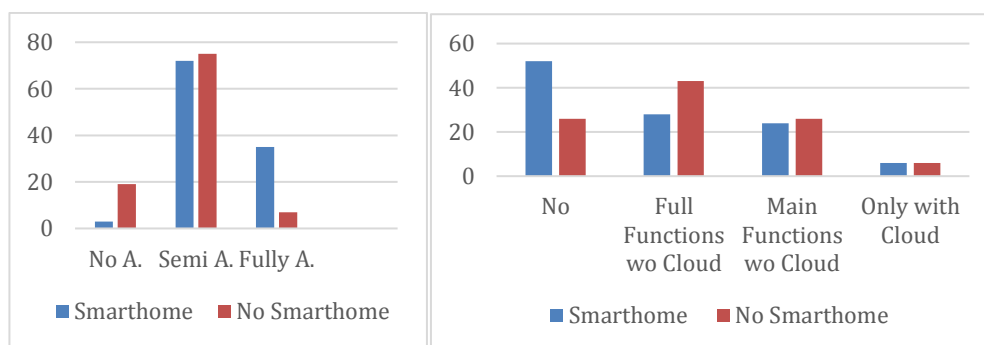 80
60
40
20
0
No A. Semi A. Fully A.
Smarthome No Smarthome
60
40
20
0
No Full Main Only with
Functions Functions Cloud
wo Cloud wo Cloud
Smarthome No Smarthome